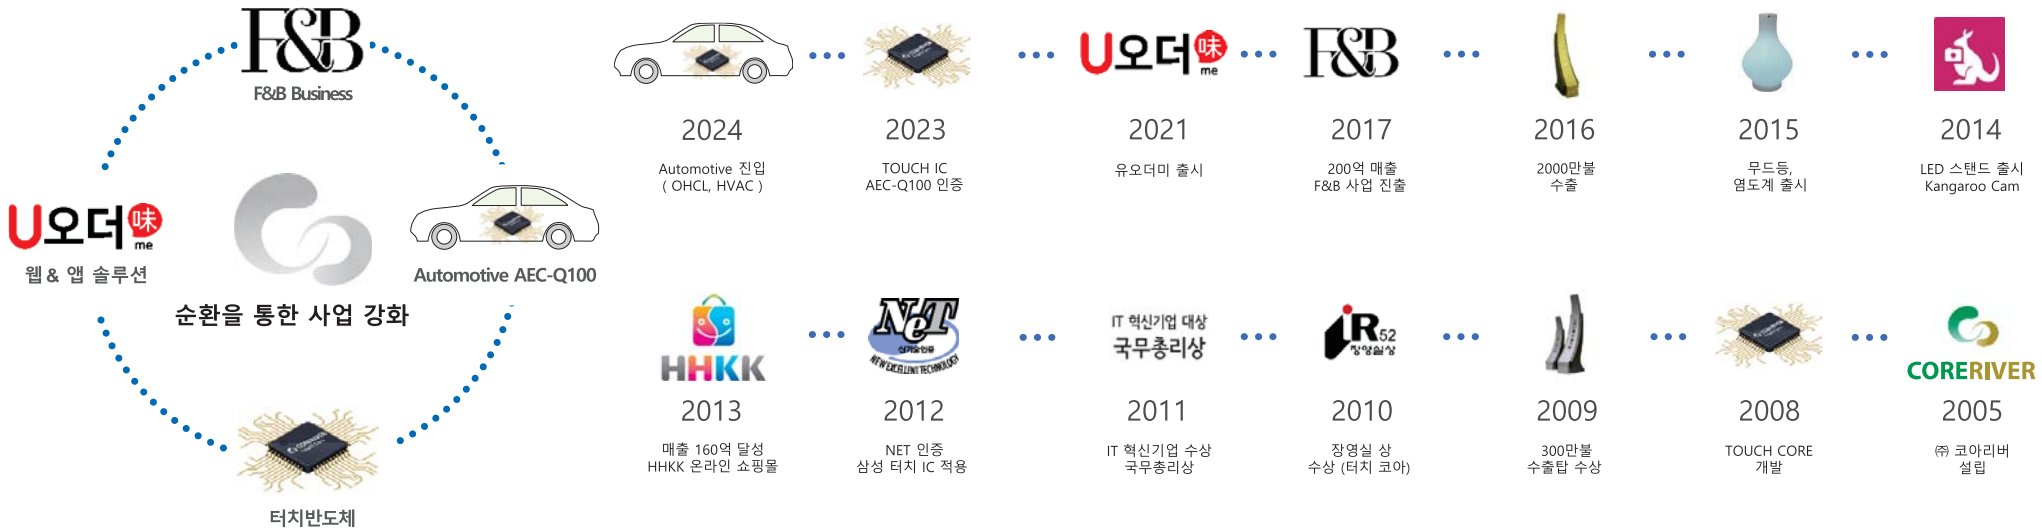 F&B
F&B Business
U오더味
me
웹 & 앱 솔루션
순환을 통한 사업 강화
Automotive AEC-Q100
터치반도체
U오더味
me
F&B
2024
Automotive 진입
( OHCL, HVAC )
2023
TOUCH IC
AEC-Q100 인증
2021
유오더미 출시
2017
200억 매출
F&B 사업 진출
2016
2000만불
수출
2015
무드등,
염도계 출시
2014
LED 스탠드 출시
Kangaroo Cam
HHKK
2013
매출 160억 달성
HHKK 온라인 쇼핑몰
NeT
신기술인증
NEW EXCELLENT TECHNOLOGY
2012
NET 인증
삼성 터치 IC 적용
IT 혁신기업 대상
국무총리상
2011
IT 혁신기업 수상
국무총리상
IR52
장영실상
2010
장영실 상
수상 (터치 코아)
2009
300만불
수출탑 수상
2008
TOUCH CORE
개발
CORERIVER
2005
㈜ 코아리버
설립